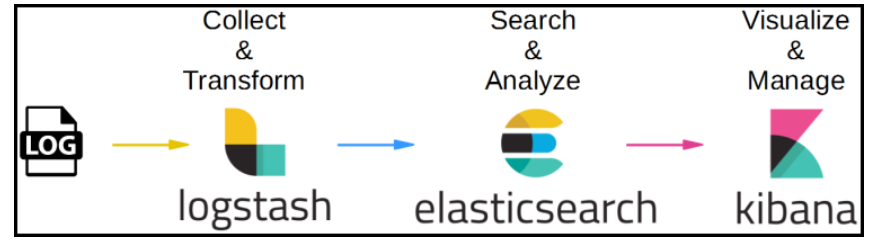 Collect
&
Transform
Search
&
Analyze
Visualize
&
Manage
LOG
logstash
elasticsearch
kibana